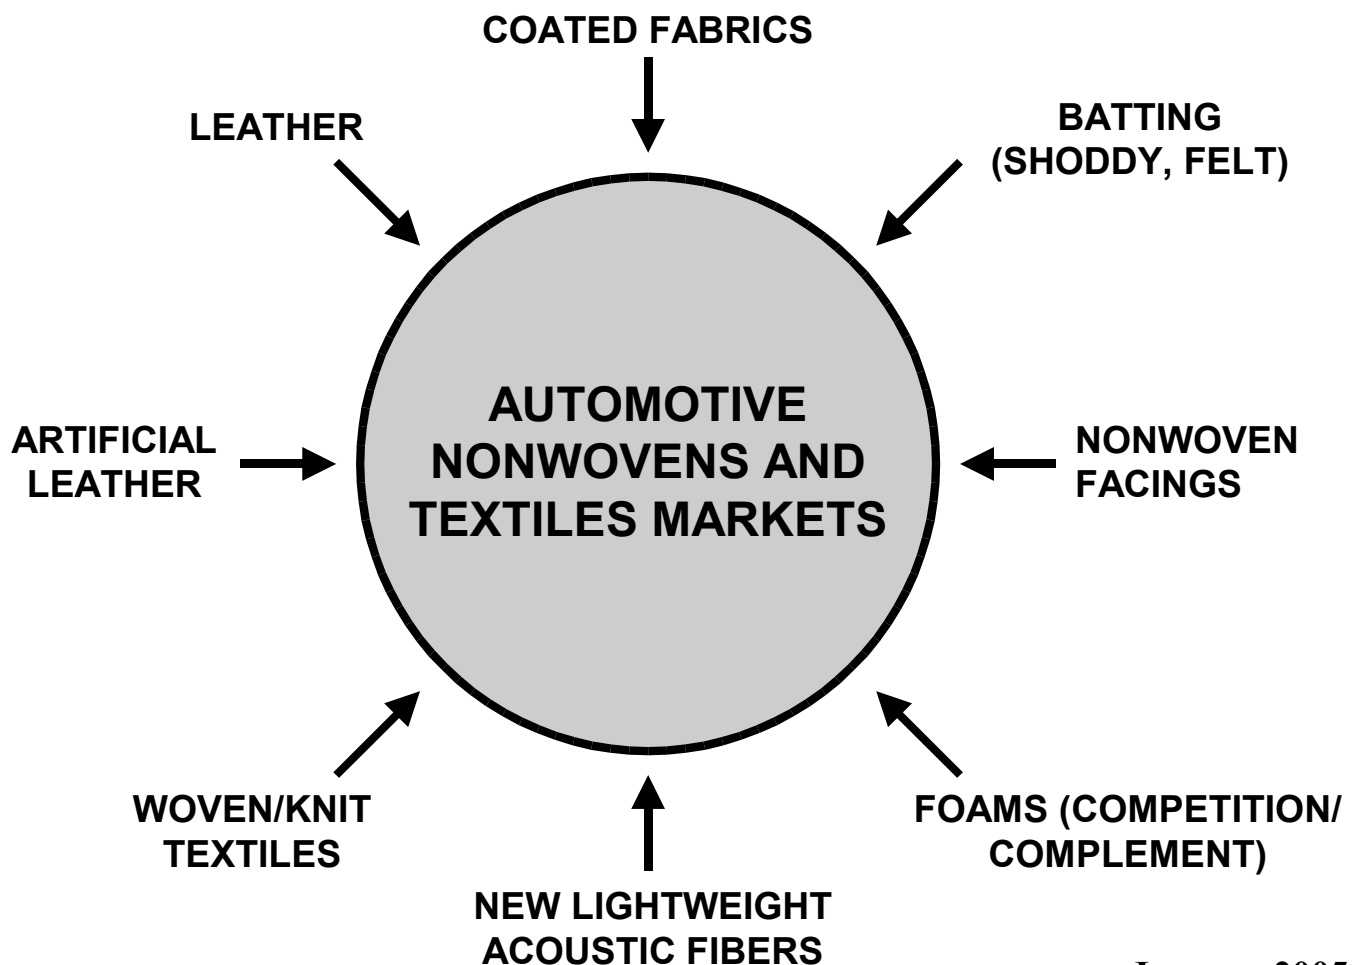 COATED FABRICS
LEATHER
BATTING
(SHODDY, FELT)
AUTOMOTIVE
NONWOVENS AND
TEXTILES MARKETS
ARTIFICIAL
LEATHER
NONWOVEN
FACINGS
WOVEN/KNIT
TEXTILES
FOAMS (COMPETITION/
COMPLEMENT)
NEW LIGHTWEIGHT
ACOUSTIC FIBERS